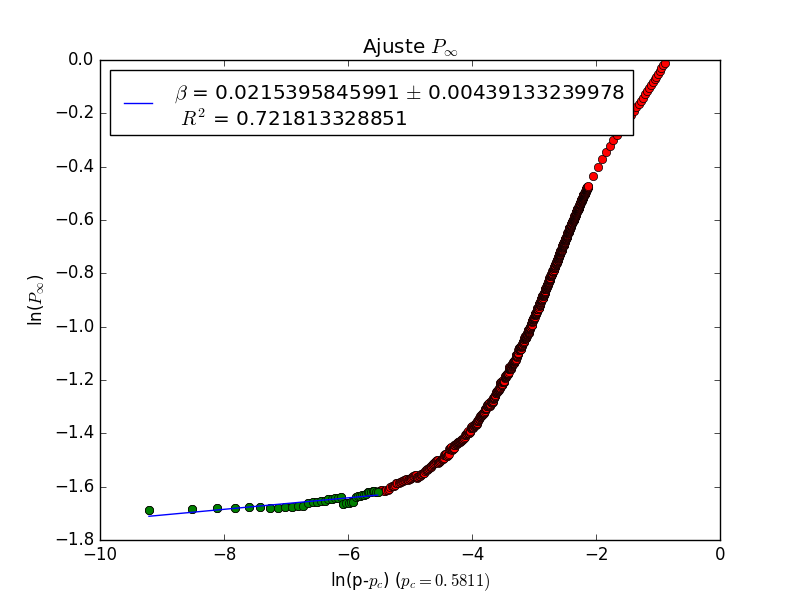 Ajuste P∞
β = 0.0215395845991 ± 0.00439133239978
R² = 0.721813328851
0.0
−0.2
−0.4
−0.6
−0.8
−1.0
−1.2
−1.4
−1.6
−1.8
ln(P∞)
−10 −8 −6 −4 −2 0
ln(p-p_c) (p_c = 0.5811)